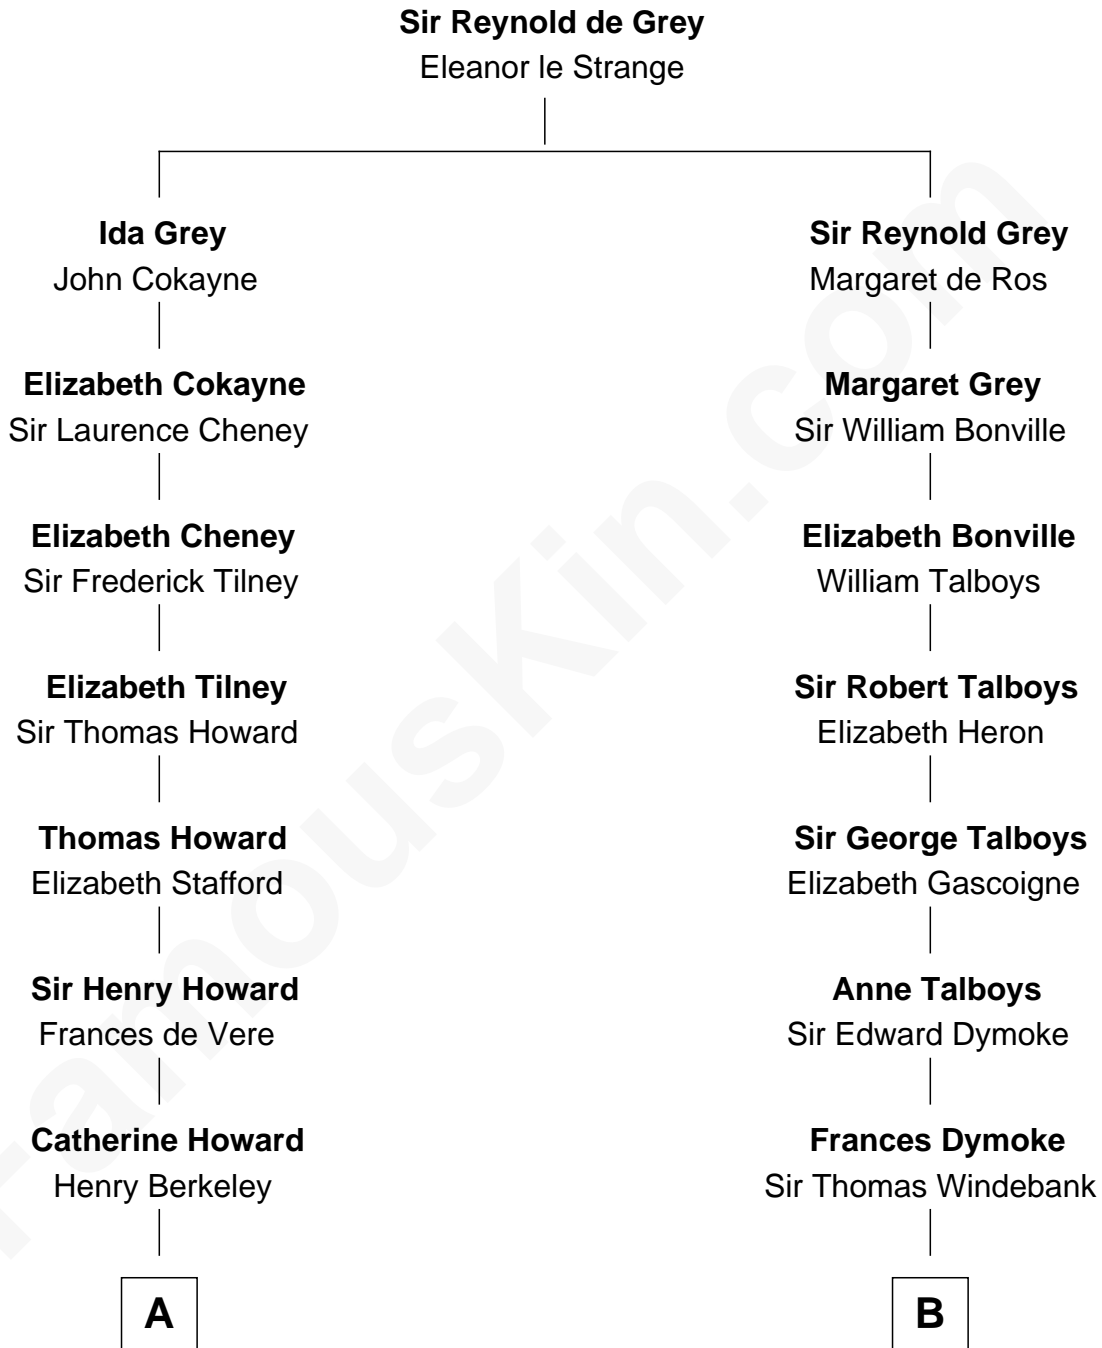 Sir Reynold de Grey
Eleanor le Strange
Ida Grey
John Cokayne
Sir Reynold Grey
Margaret de Ros
Elizabeth Cokayne
Sir Laurence Cheney
Margaret Grey
Sir William Bonville
Elizabeth Cheney
Sir Frederick Tilney
Elizabeth Bonville
William Talboys
Elizabeth Tilney
Sir Thomas Howard
Sir Robert Talboys
Elizabeth Heron
Thomas Howard
Elizabeth Stafford
Sir George Talboys
Elizabeth Gascoigne
Sir Henry Howard
Frances de Vere
Anne Talboys
Sir Edward Dymoke
Catherine Howard
Henry Berkeley
Frances Dymoke
Sir Thomas Windebank
A
B
FamousKin.com